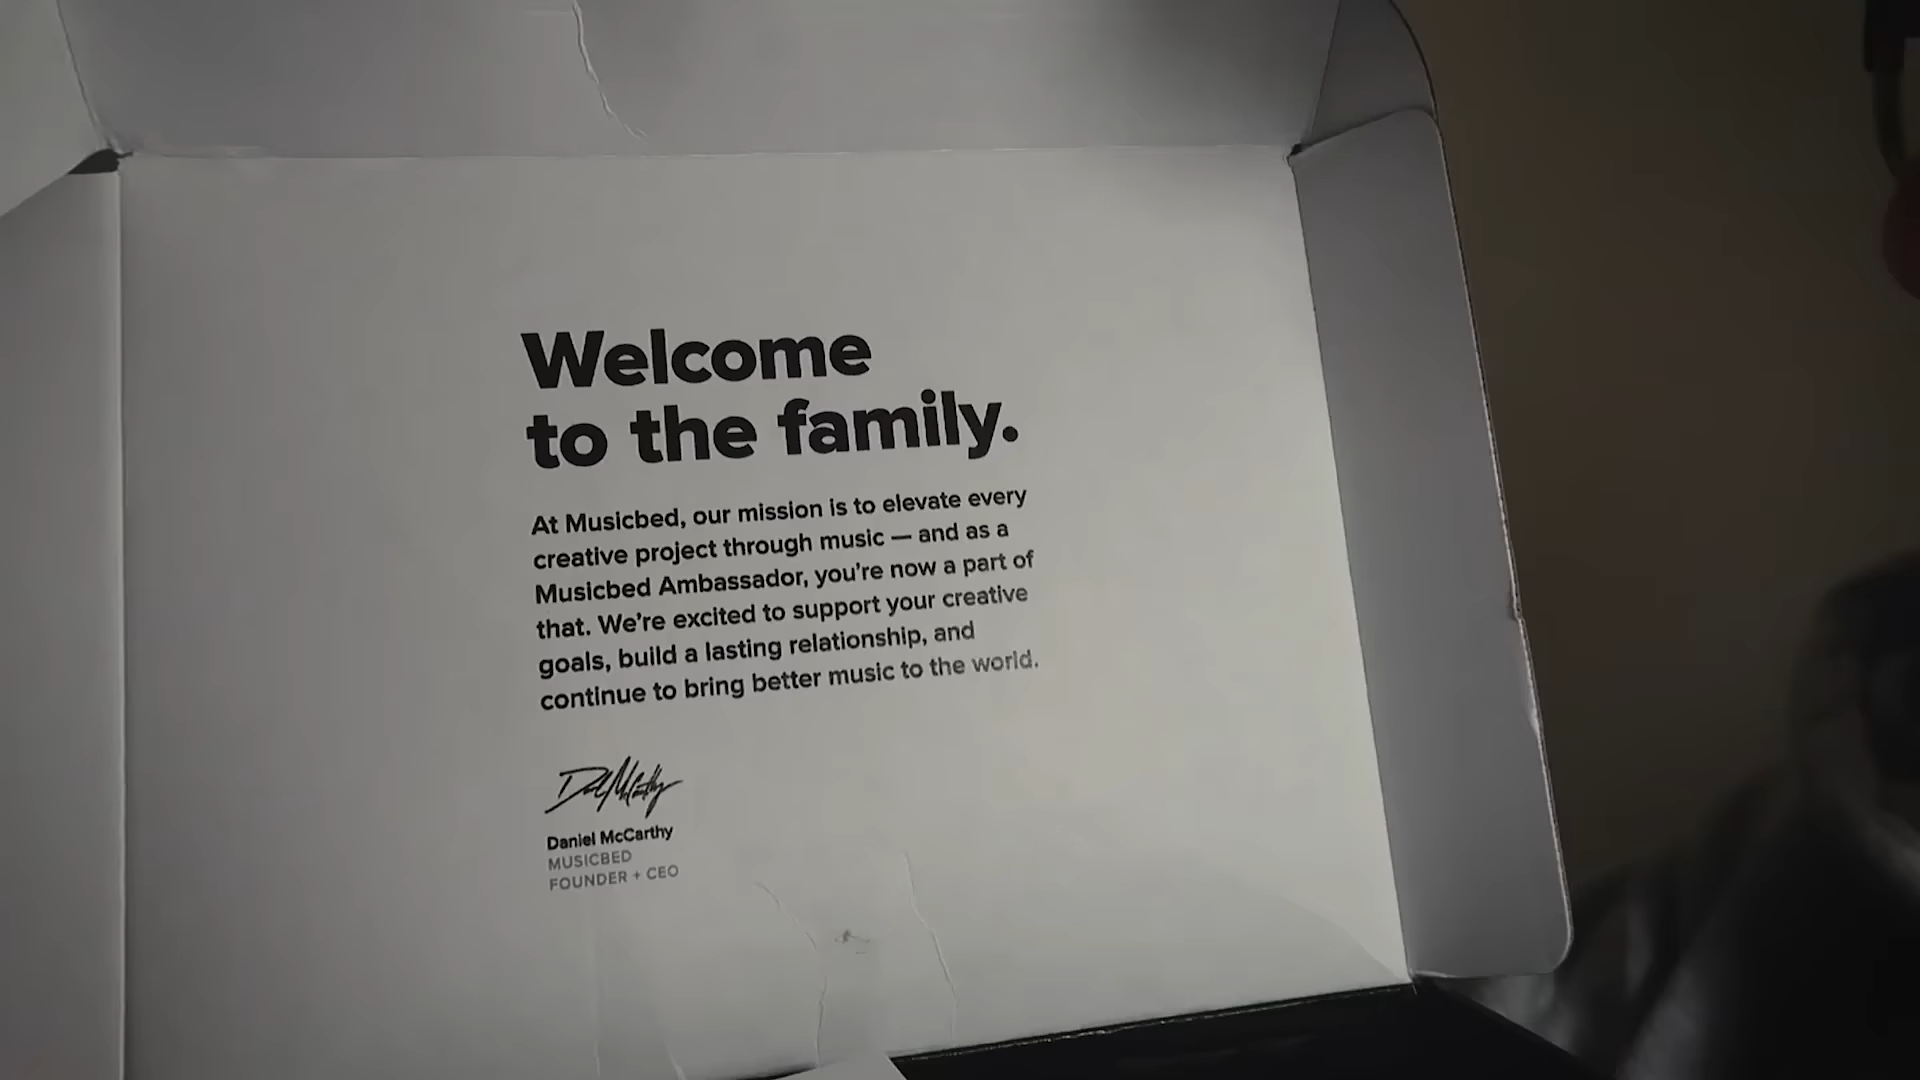 Welcome
to the family.
At Musicbed, our mission is to elevate every
creative project through music — and as a
Musicbed Ambassador, you're now a part of
that. We're excited to support your creative
goals, build a lasting relationship, and
continue to bring better music to the world.
Daniel McCarthy
MUSICBED
FOUNDER + CEO